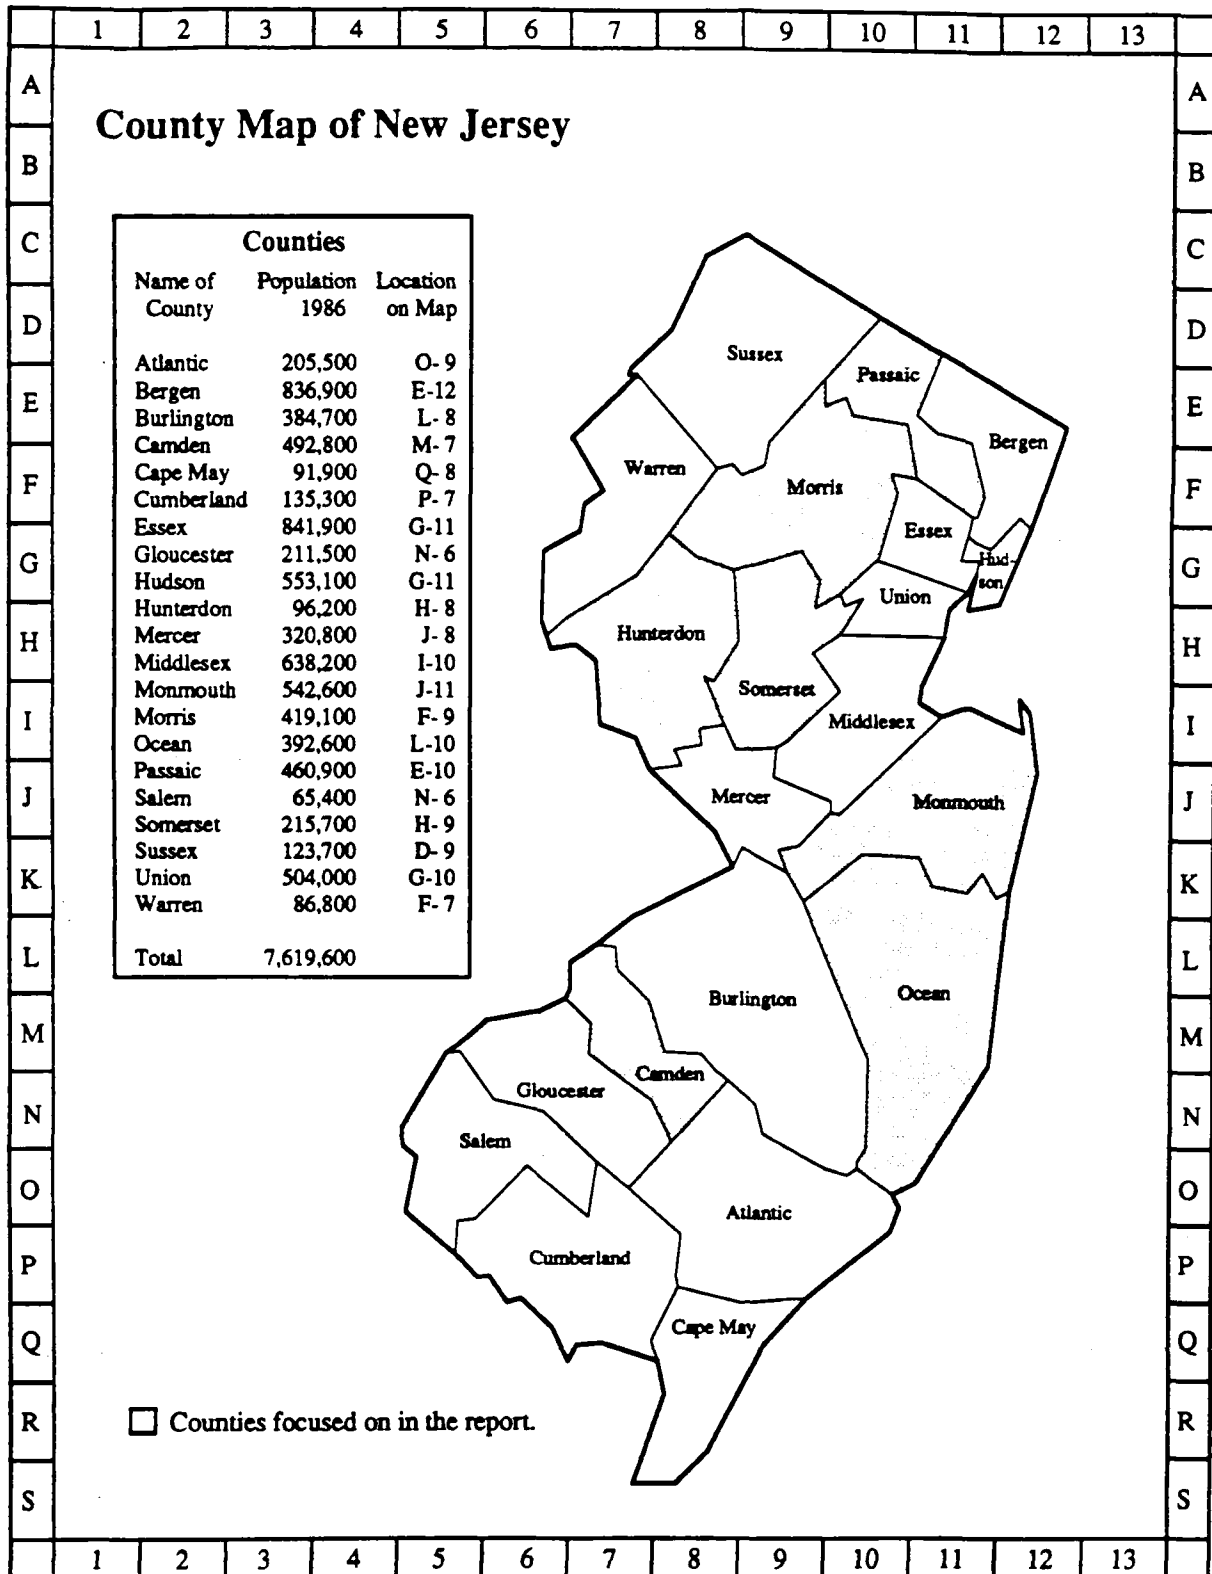 1 2 3 4 5 6 7 8 9 10 11 12 13
A A
County Map of New Jersey
B B
C C
Counties
Name of County Population 1986 Location on Map
D D
Atlantic 205,500 O- 9
Bergen 836,900 E-12
Burlington 384,700 L- 8
Camden 492,800 M- 7
Cape May 91,900 Q- 8
Cumberland 135,300 P- 7
Essex 841,900 G-11
Gloucester 211,500 N- 6
Hudson 553,100 G-11
Hunterdon 96,200 H- 8
Mercer 320,800 J- 8
Middlesex 638,200 I-10
Monmouth 542,600 J-11
Morris 419,100 F- 9
Ocean 392,600 L-10
Passaic 460,900 E-10
Salem 65,400 N- 6
Somerset 215,700 H- 9
Sussex 123,700 D- 9
Union 504,000 G-10
Warren 86,800 F- 7
Total 7,619,600
Sussex
Passaic
E E
Bergen
Warren
Morris
F F
Essex
G G
Hud-
son
Union
Hunterdon
H H
Somerset
Middlesex
I I
Mercer
Monmouth
J J
K K
L L
Burlington
Ocean
M M
Camden
Gloucester
N N
Salem
O O
Atlantic
Cumberland
P P
Cape May
Q Q
R R
Counties focused on in the report.
S S
1 2 3 4 5 6 7 8 9 10 11 12 13